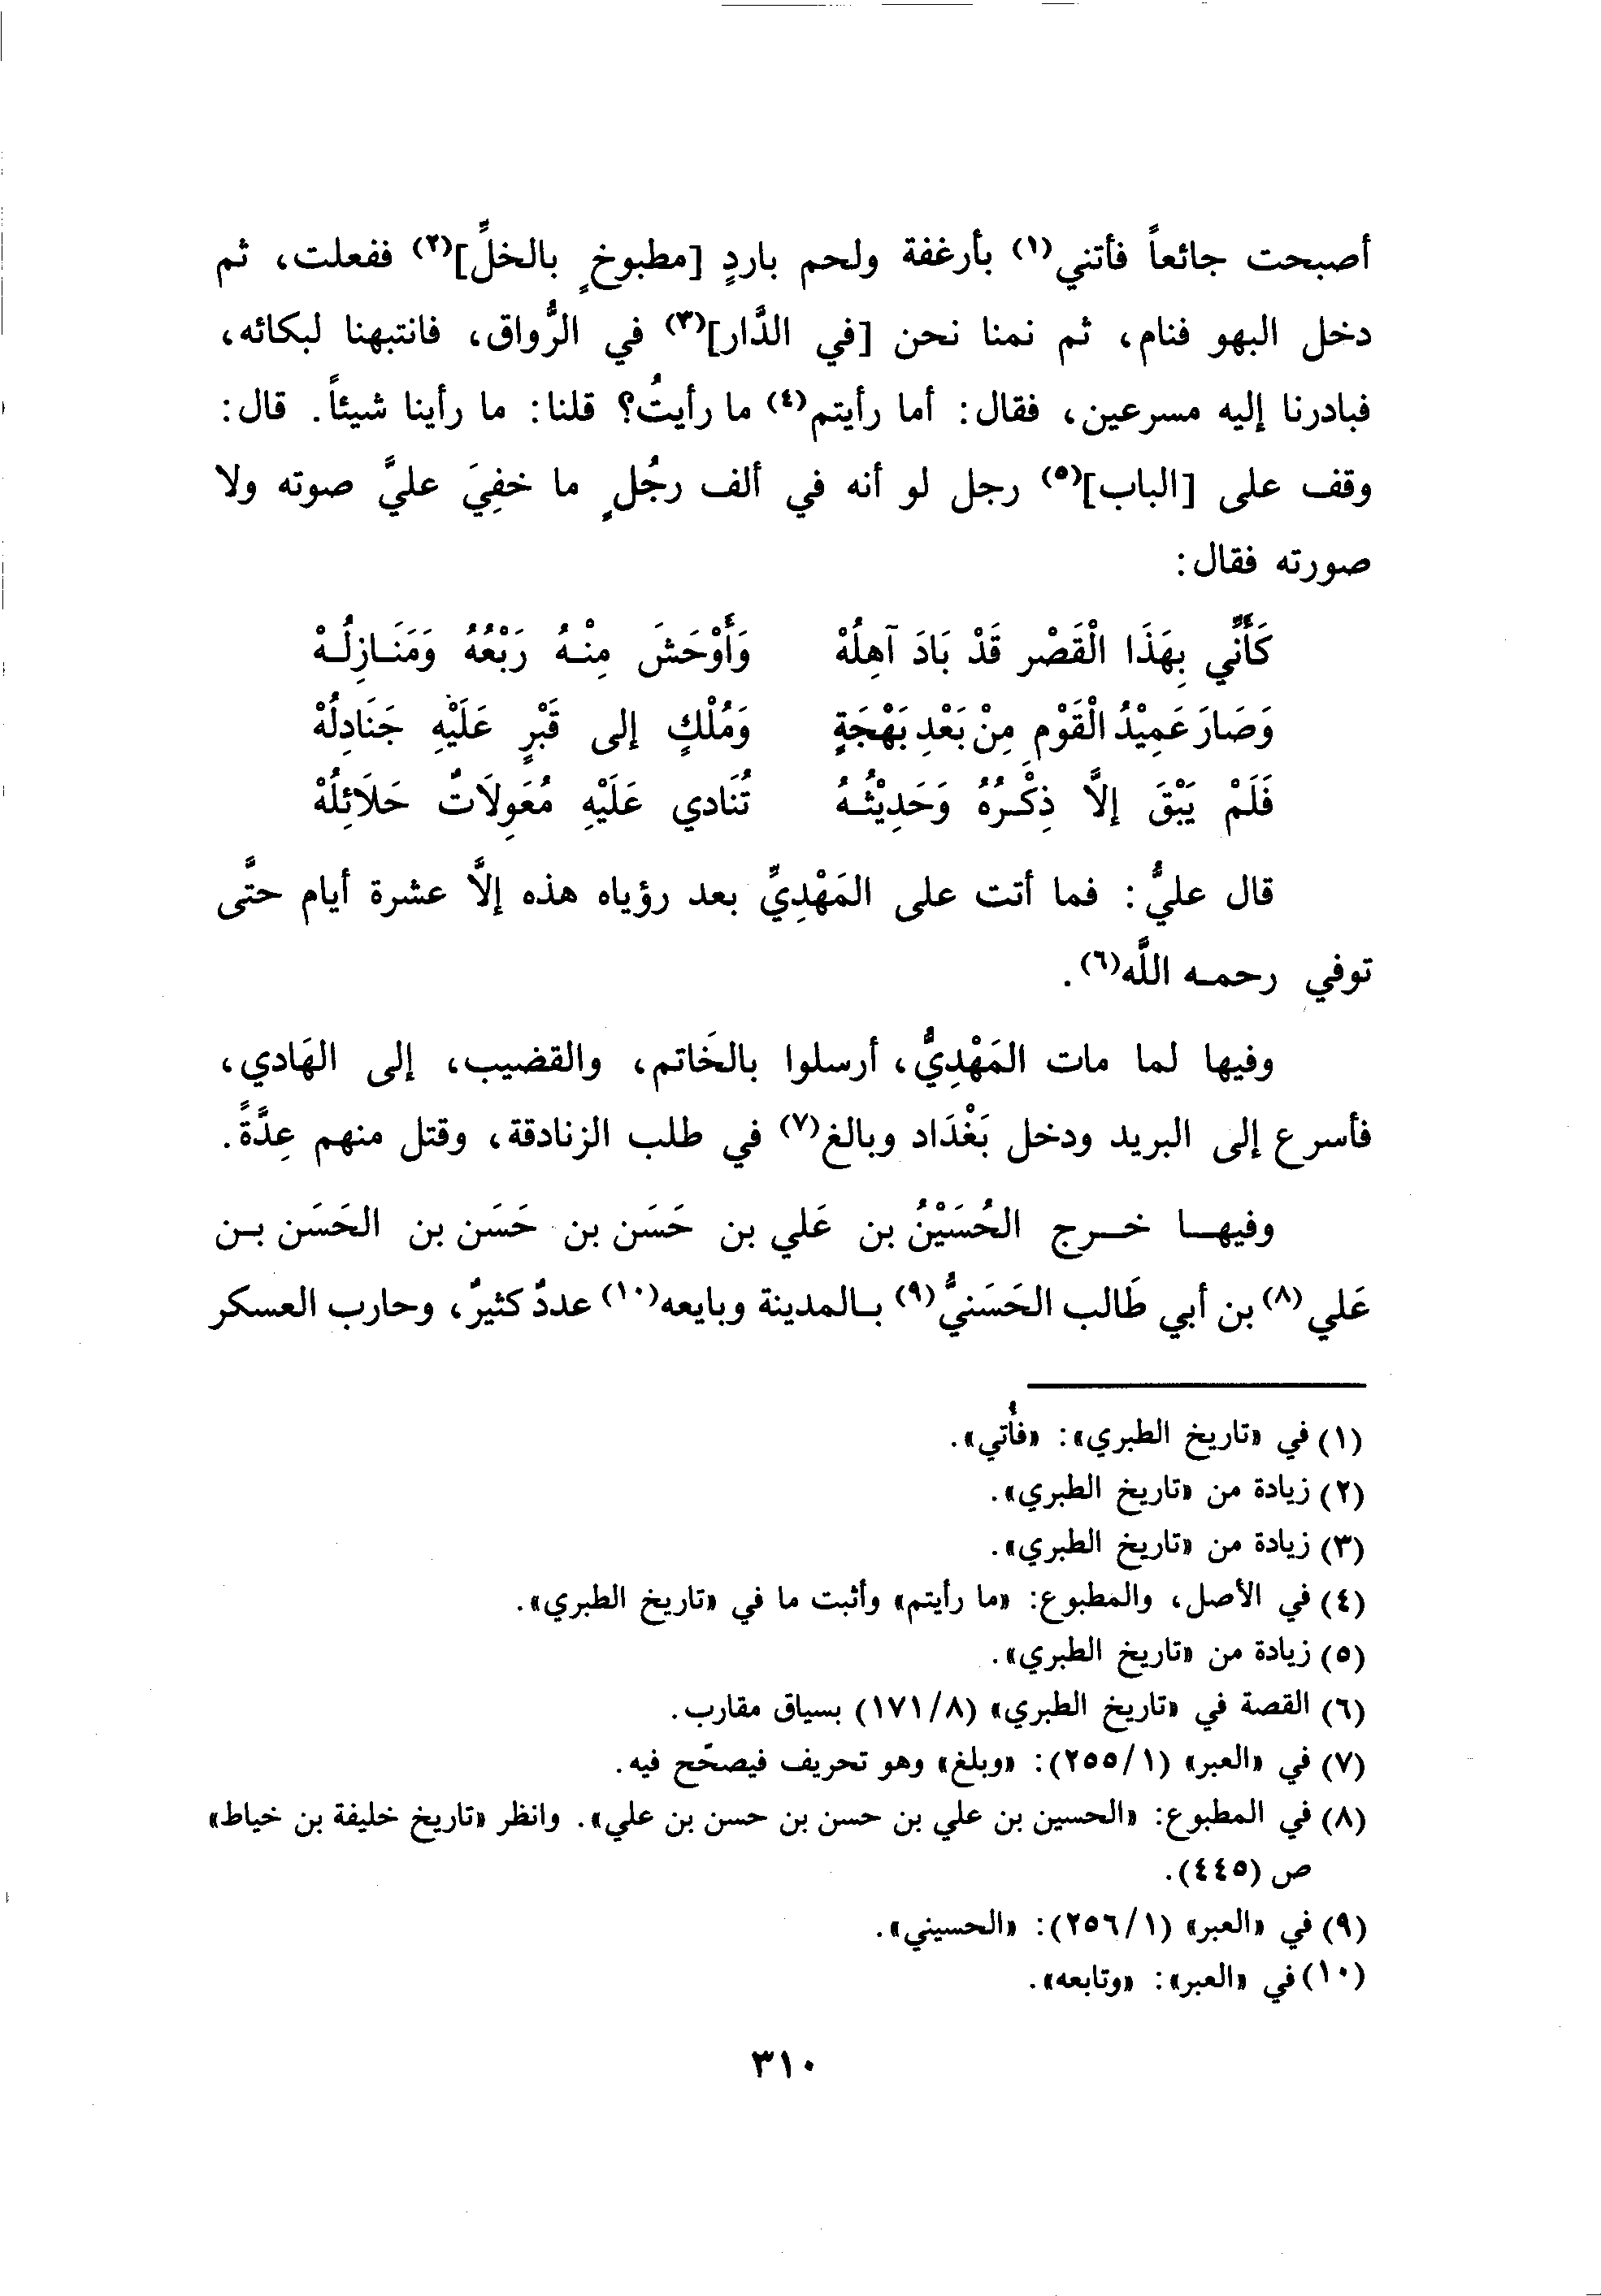 أصبحت جائعاً فأتني(١) بأرغفة ولحم باردٍ [مطبوخٍ بالخلِّ](٢) ففعلت، ثم
دخل البهو فنام، ثم نمنا نحن [في الدَّار](٣) في الرُّواق، فانتبهنا لبكائه،
فبادرنا إليه مسرعين، فقال: أما رأيتم(٤) ما رأيتُ؟ قلنا: ما رأينا شيئاً. قال:
وقف على [الباب](٥) رجل لو أنه في ألف رجُلٍ ما خفِيَ عليَّ صوته ولا
صورته فقال:
كَأَنِّي بِهَذَا الْقَصْرِ قَدْ بَادَ آهِلُهْ وَأَوْحَشَ مِنْـهُ رَبْعُهُ وَمَنَـازِلُـهْ
وَصَارَ عَمِيْدُ الْقَوْمِ مِنْ بَعْدِ بَهْجَةٍ وَمُلْكٍ إلى قَبْرٍ عَلَيْهِ جَنَادِلُهْ
فَلَمْ يَبْقَ إلاَّ ذِكْـرُهُ وَحَدِيْثُـهُ تُنَادي عَلَيْهِ مُعَوِلَاتٌ حَلَائِلُهْ
قال عليٌّ: فما أتت على المَهْدِيِّ بعد رؤياه هذه إلاَّ عشرة أيام حتَّى
توفي رحمـه اللَّه(٦).
وفيها لما مات المَهْدِيُّ، أرسلوا بالخَاتم، والقضيب، إلى الهَادي،
فأسرع إلى البريد ودخل بَغْدَاد وبالغ(٧) في طلب الزنادقة، وقتل منهم عِدَّةً.
وفيهـا خـرج الحُسَيْنُ بن عَلي بن حَسَن بن حَسَن بن الحَسَن بـن
عَلي(٨) بن أبي طَالب الحَسَنيُّ(٩) بـالمدينة وبايعه(١٠) عددٌ كثيرٌ، وحارب العسكر
(١) في «تاريخ الطبري»: «فأُتي».
(٢) زيادة من «تاريخ الطبري».
(٣) زيادة من «تاريخ الطبري».
(٤) في الأصل، والمطبوع: «ما رأيتم» وأثبت ما في «تاريخ الطبري».
(٥) زيادة من «تاريخ الطبري».
(٦) القصة في «تاريخ الطبري» (٨/١٧١) بسياق مقارب.
(٧) في «العبر» (١/٢٥٥): «وبلغ» وهو تحريف فيصحّح فيه.
(٨) في المطبوع: «الحسين بن علي بن حسن بن حسن بن علي». وانظر «تاريخ خليفة بن خياط»
ص (٤٤٥).
(٩) في «العبر» (١/٢٥٦): «الحسيني».
(١٠) في «العبر»: «وتابعه».
٣١٠